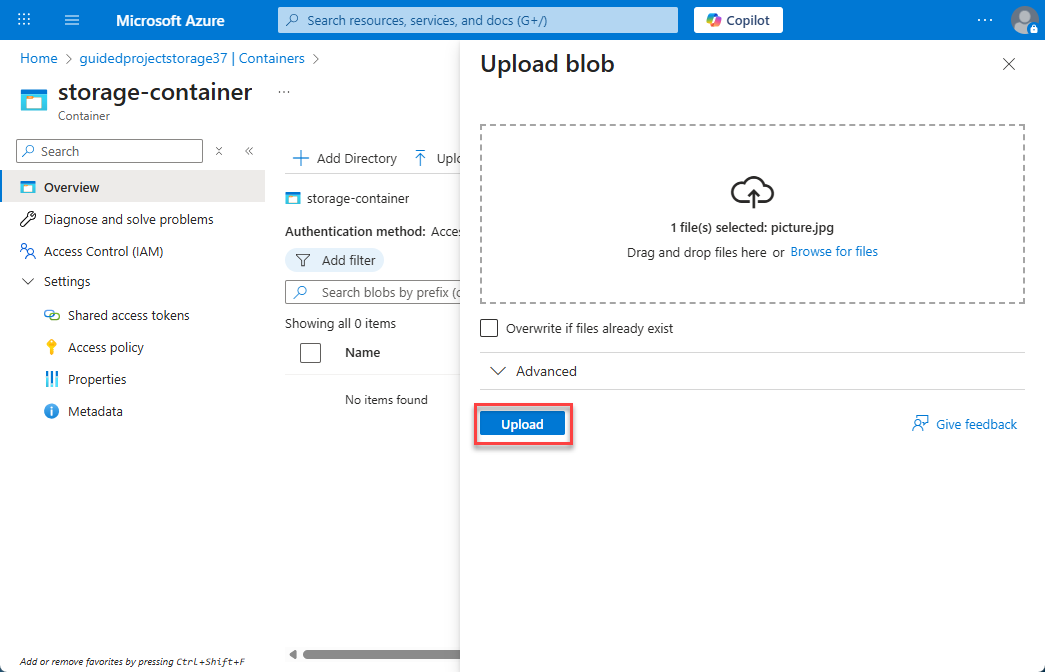 Microsoft Azure
Search resources, services, and docs (G+/)
Copilot
Home > guidedprojectstorage37 | Containers >
storage-container
Container
Search
Overview
Diagnose and solve problems
Access Control (IAM)
Settings
Shared access tokens
Access policy
Properties
Metadata
Add or remove favorites by pressing Ctrl+Shift+F
Add Directory
storage-container
Authentication method:
Add filter
Search blobs by prefix
Showing all 0 items
Name
No items found
Upload blob
1 file(s) selected: picture.jpg
Drag and drop files here or Browse for files
Overwrite if files already exist
Advanced
Upload
Give feedback